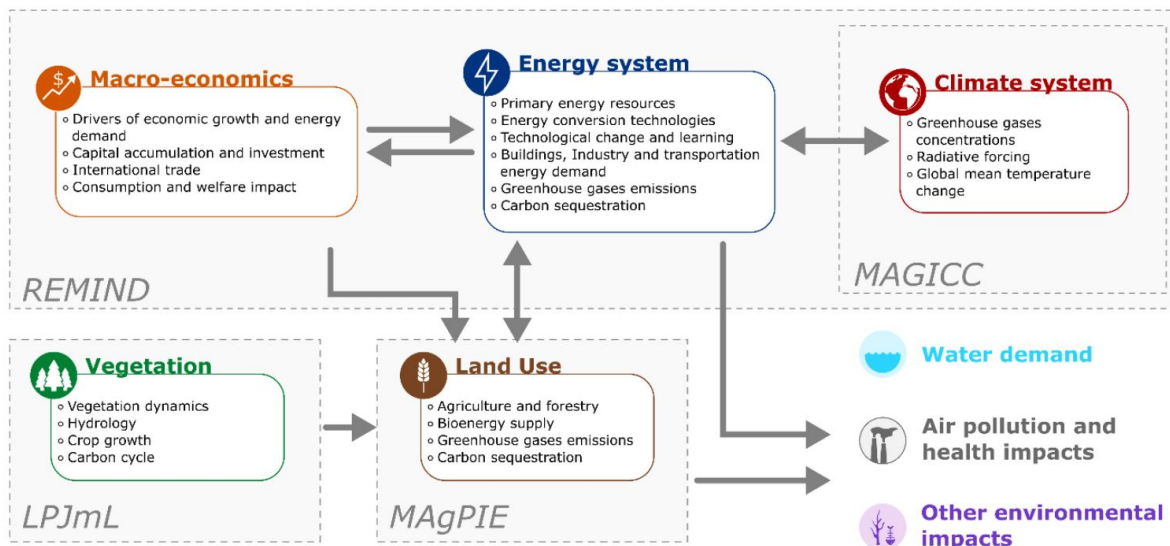 Macro-economics
◦ Drivers of economic growth and energy
demand
◦ Capital accumulation and investment
◦ International trade
◦ Consumption and welfare impact
Energy system
◦ Primary energy resources
◦ Energy conversion technologies
◦ Technological change and learning
◦ Buildings, Industry and transportation
energy demand
◦ Greenhouse gases emissions
◦ Carbon sequestration
Climate system
◦ Greenhouse gases
concentrations
◦ Radiative forcing
◦ Global mean temperature
change
REMIND
MAGICC
Vegetation
◦ Vegetation dynamics
◦ Hydrology
◦ Crop growth
◦ Carbon cycle
LPJmL
Land Use
◦ Agriculture and forestry
◦ Bioenergy supply
◦ Greenhouse gases emissions
◦ Carbon sequestration
MAgPIE
Water demand
Air pollution and
health impacts
Other environmental
impacts